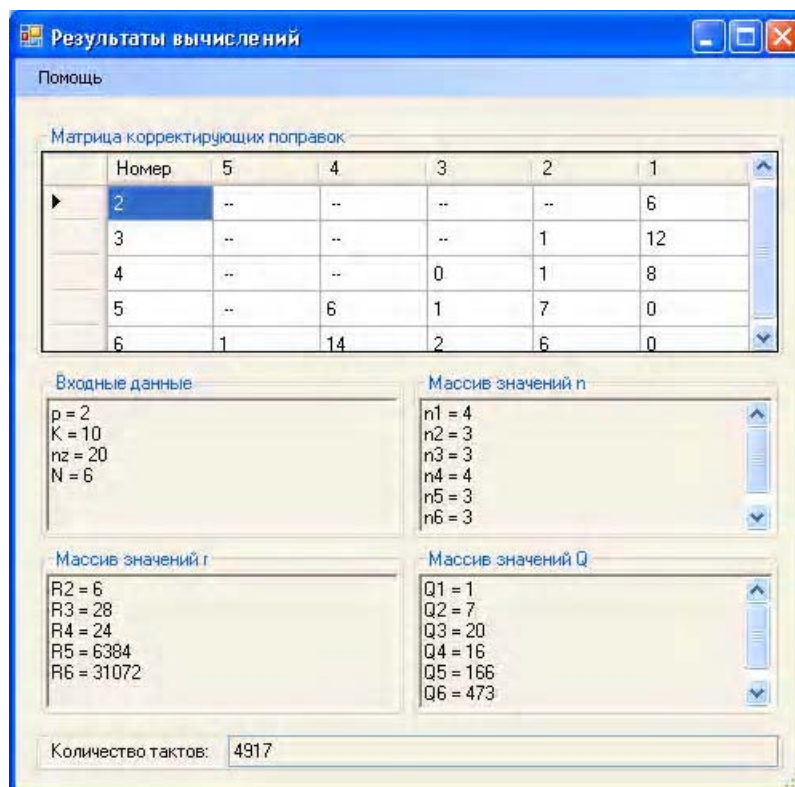 Результаты вычислений
Помощь
Матрица корректирующих поправок
Номер 5 4 3 2 1
2 -- -- -- -- 6
3 -- -- -- 1 12
4 -- -- 0 1 8
5 -- 6 1 7 0
6 1 14 2 6 0
Входные данные
p = 2
K = 10
nz = 20
N = 6
Массив значений n
n1 = 4
n2 = 3
n3 = 3
n4 = 4
n5 = 3
n6 = 3
Массив значений r
R2 = 6
R3 = 28
R4 = 24
R5 = 6384
R6 = 31072
Массив значений Q
Q1 = 1
Q2 = 7
Q3 = 20
Q4 = 16
Q5 = 166
Q6 = 473
Количество тактов: 4917